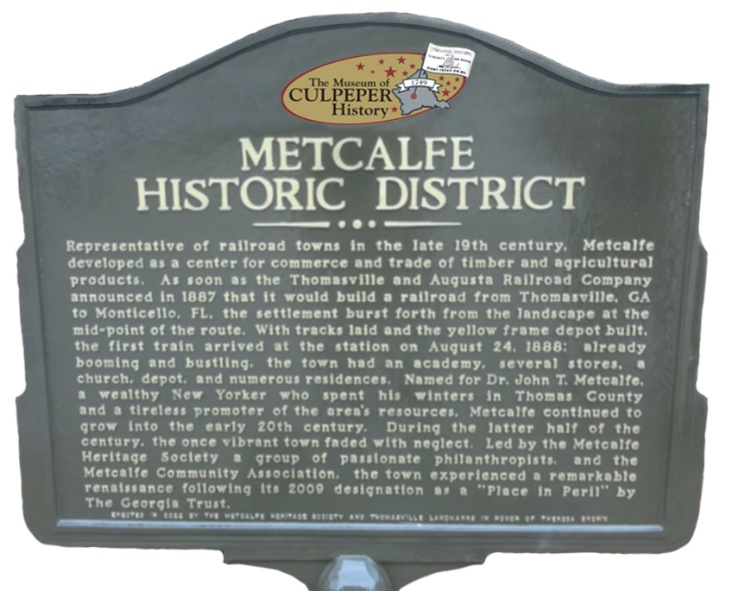 The Museum of
CULPEPER
History
1749
METCALFE
HISTORIC DISTRICT
Representative of railroad towns in the late 19th century, Metcalfe
developed as a center for commerce and trade of timber and agricultural
products. As soon as the Thomasville and Augusta Railroad Company
announced in 1887 that it would build a railroad from Thomasville, GA
to Monticello, FL, the settlement burst forth from the landscape at the
mid-point of the route. With tracks laid and the yellow frame depot built,
the first train arrived at the station on August 24, 1888; already
booming and bustling, the town had an academy, several stores, a
church, depot, and numerous residences. Named for Dr. John T. Metcalfe,
a wealthy New Yorker who spent his winters in Thomas County
and a tireless promoter of the area's resources, Metcalfe continued to
grow into the early 20th century. During the latter half of the
century, the once vibrant town faded with neglect. Led by the Metcalfe
Heritage Society a group of passionate philanthropists, and the
Metcalfe Community Association, the town experienced a remarkable
renaissance following its 2009 designation as a "Place in Peril" by
The Georgia Trust.
ERECTED IN BY THE METCALFE HERITAGE SOCIETY AND THOMASVILLE LANDMARKS IN HONOR OF THERESA BROWN